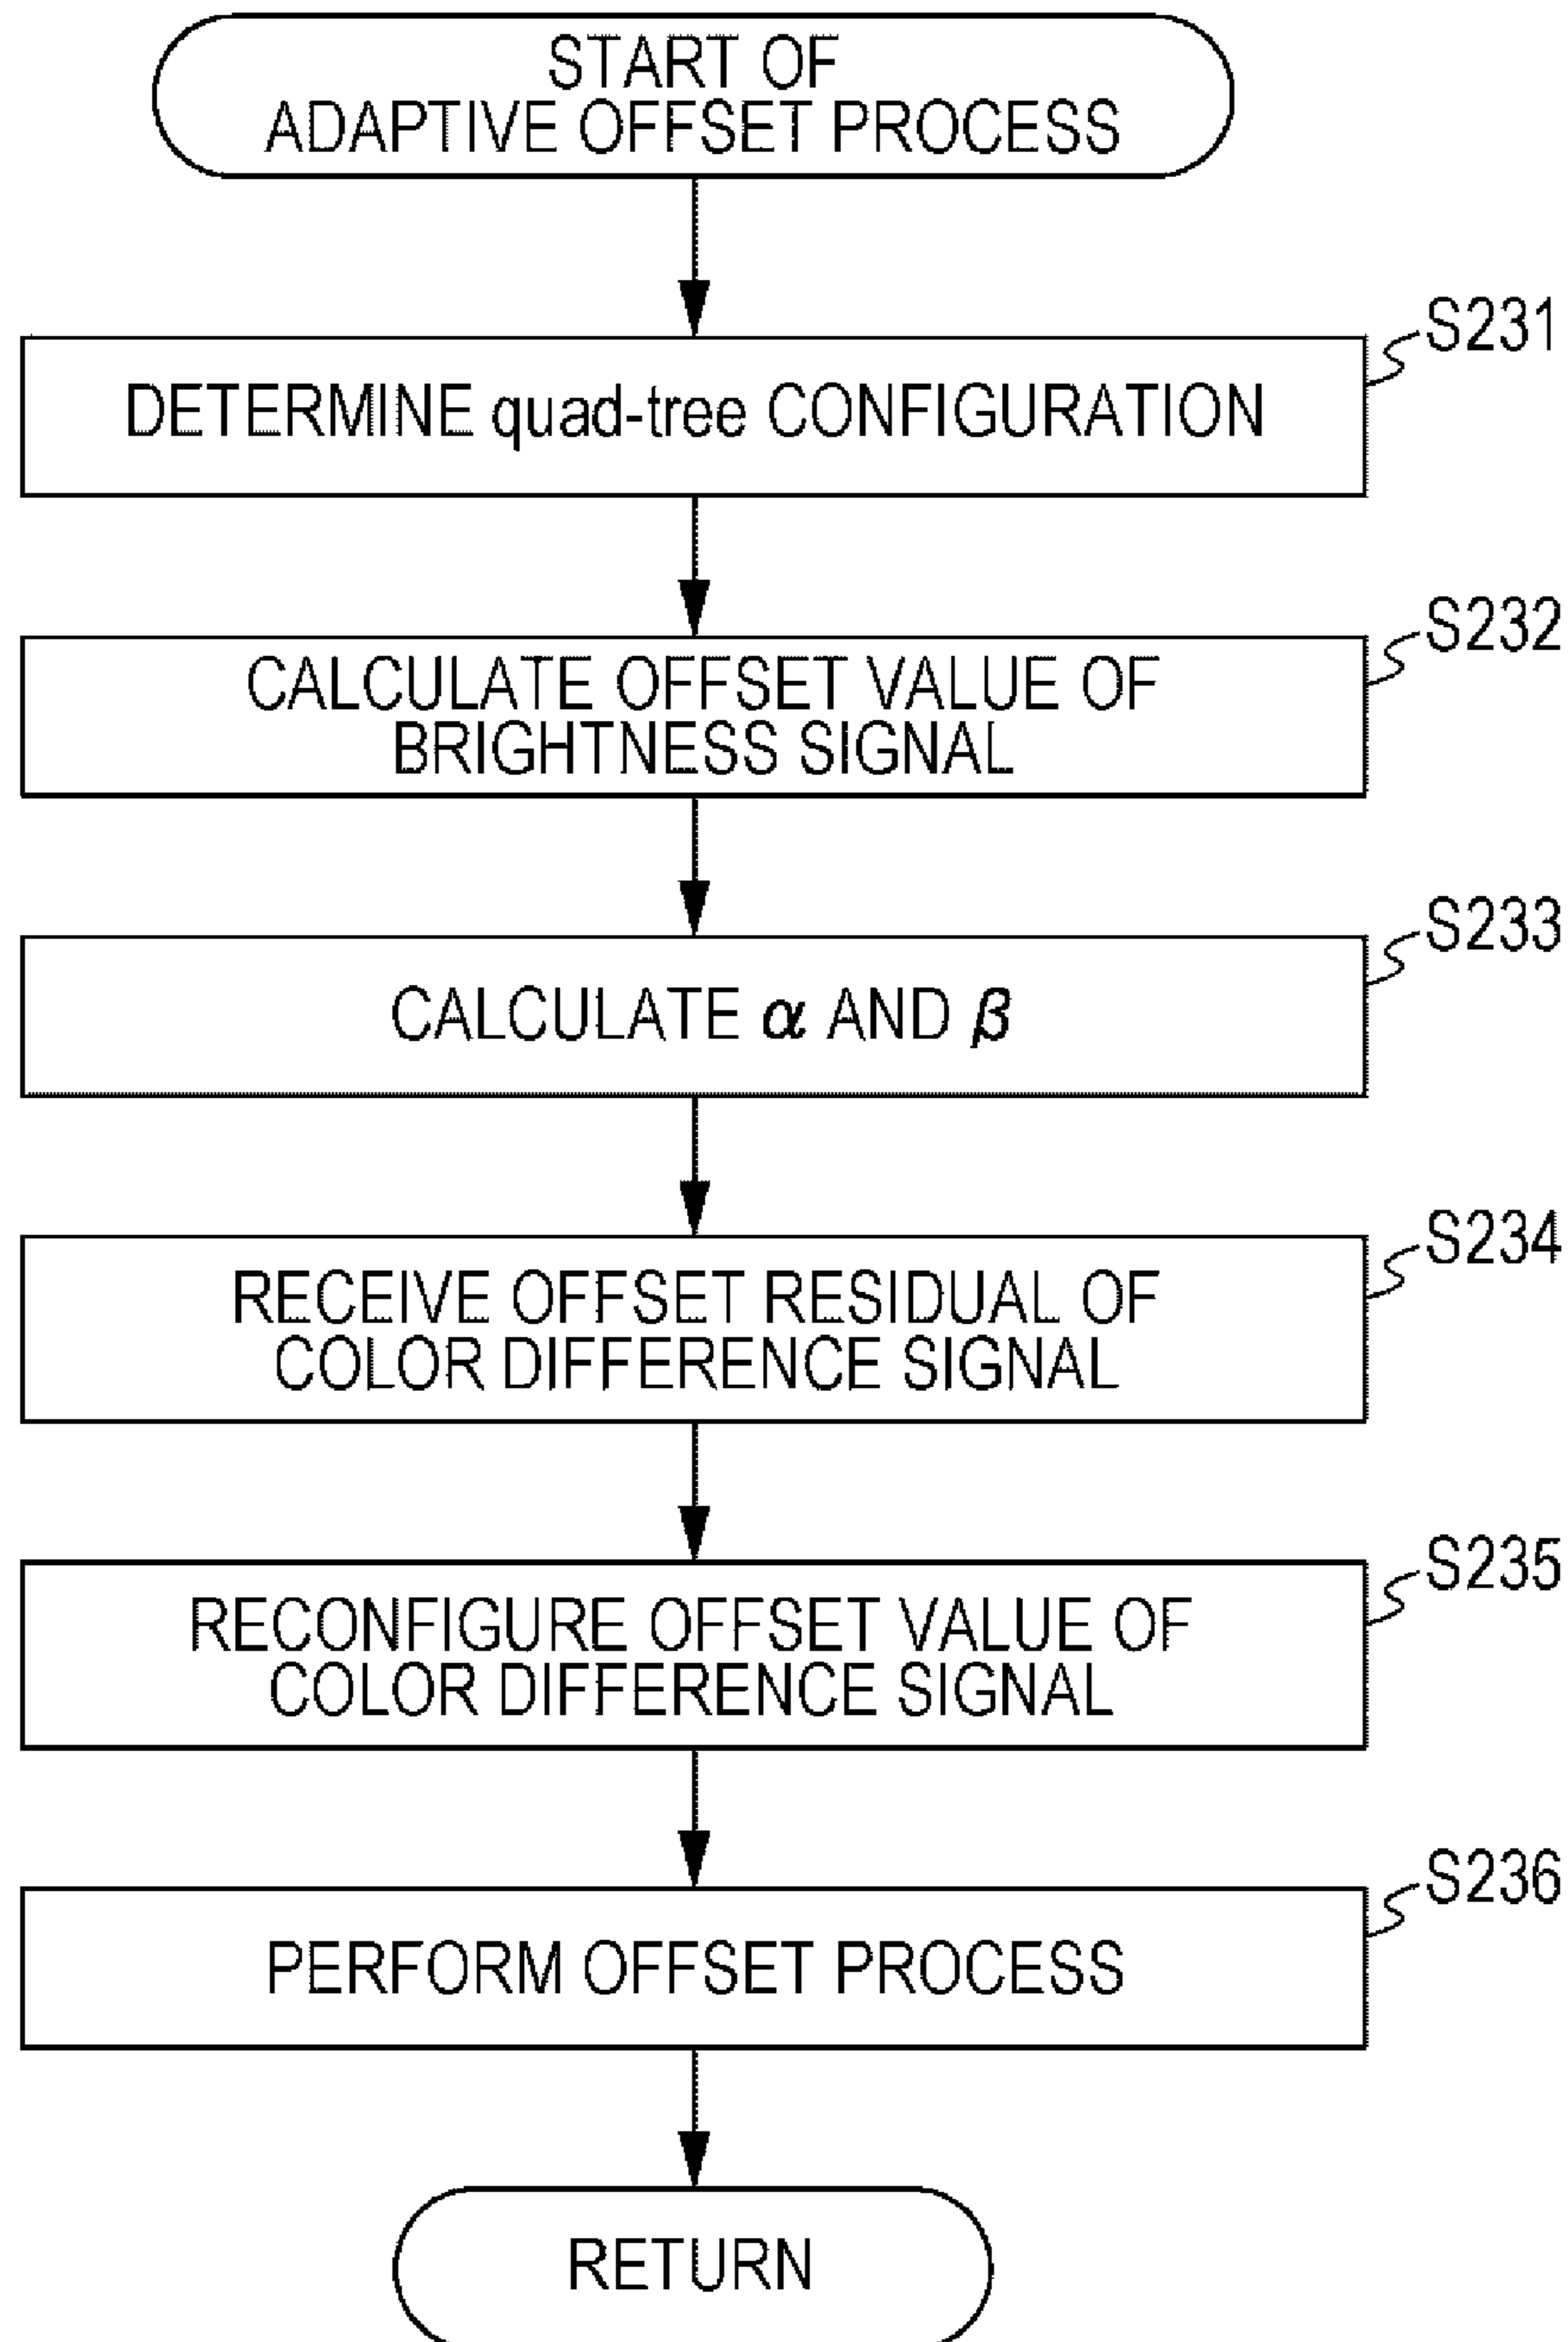 START OF
ADAPTIVE OFFSET PROCESS
S231
DETERMINE quad-tree CONFIGURATION
S232
CALCULATE OFFSET VALUE OF
BRIGHTNESS SIGNAL
S233
CALCULATE α AND β
S234
RECEIVE OFFSET RESIDUAL OF
COLOR DIFFERENCE SIGNAL
S235
RECONFIGURE OFFSET VALUE OF
COLOR DIFFERENCE SIGNAL
S236
PERFORM OFFSET PROCESS
RETURN